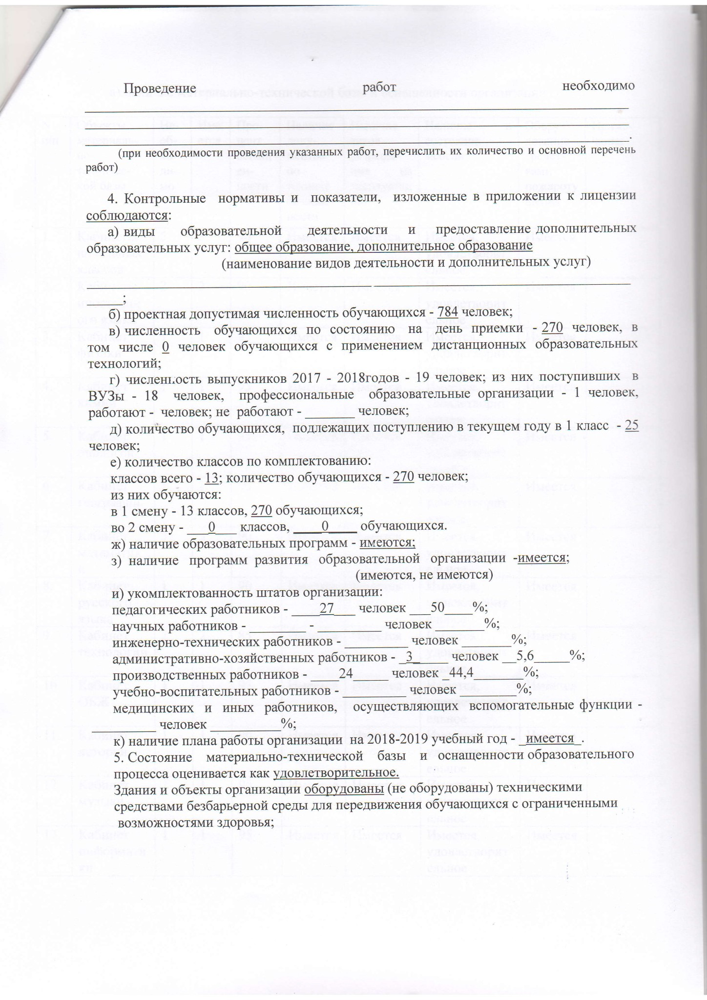 Проведение работ необходимо
________________________________________________
________________________________________________
________________________________________________.
(при необходимости проведения указанных работ, перечислить их количество и основной перечень
работ)
4. Контрольные нормативы и показатели, изложенные в приложении к лицензии
соблюдаются:
а) виды образовательной деятельности и предоставление дополнительных
образовательных услуг: общее образование, дополнительное образование
(наименование видов деятельности и дополнительных услуг)
________________________________________________
_____;
б) проектная допустимая численность обучающихся - 784 человек;
в) численность обучающихся по состоянию на день приемки - 270 человек, в
том числе 0 человек обучающихся с применением дистанционных образовательных
технологий;
г) численность выпускников 2017 - 2018годов - 19 человек; из них поступивших в
ВУЗы - 18 человек, профессиональные образовательные организации - 1 человек,
работают - человек; не работают - _______ человек;
д) количество обучающихся, подлежащих поступлению в текущем году в 1 класс - 25
человек;
е) количество классов по комплектованию:
классов всего - 13; количество обучающихся - 270 человек;
из них обучаются:
в 1 смену - 13 классов, 270 обучающихся;
во 2 смену - ___0___ классов, ____0____ обучающихся.
ж) наличие образовательных программ - имеются;
з) наличие программ развития образовательной организации -имеется;
(имеются, не имеются)
и) укомплектованность штатов организации:
педагогических работников - ____27___ человек ___50____%;
научных работников - ________ - _________ человек _______%;
инженерно-технических работников - _________ человек _______%;
административно-хозяйственных работников - _3_____ человек __5,6_____%;
производственных работников - ____24_____ человек _44,4_______%;
учебно-воспитательных работников - _________ человек ________%;
медицинских и иных работников, осуществляющих вспомогательные функции -
_________ человек __________%;
к) наличие плана работы организации на 2018-2019 учебный год - _имеется_.
5. Состояние материально-технической базы и оснащенности образовательного
процесса оценивается как удовлетворительное.
Здания и объекты организации оборудованы (не оборудованы) техническими
средствами безбарьерной среды для передвижения обучающихся с ограниченными
возможностями здоровья;